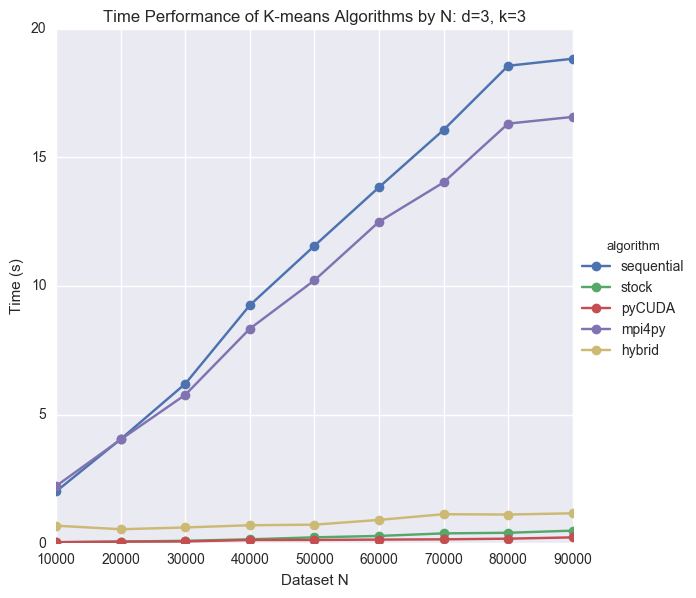 Time Performance of K-means Algorithms by N: d=3, k=3
20
15
10
5
0
Time (s)
10000 20000 30000 40000 50000 60000 70000 80000 90000
Dataset N
algorithm
sequential
stock
pyCUDA
mpi4py
hybrid